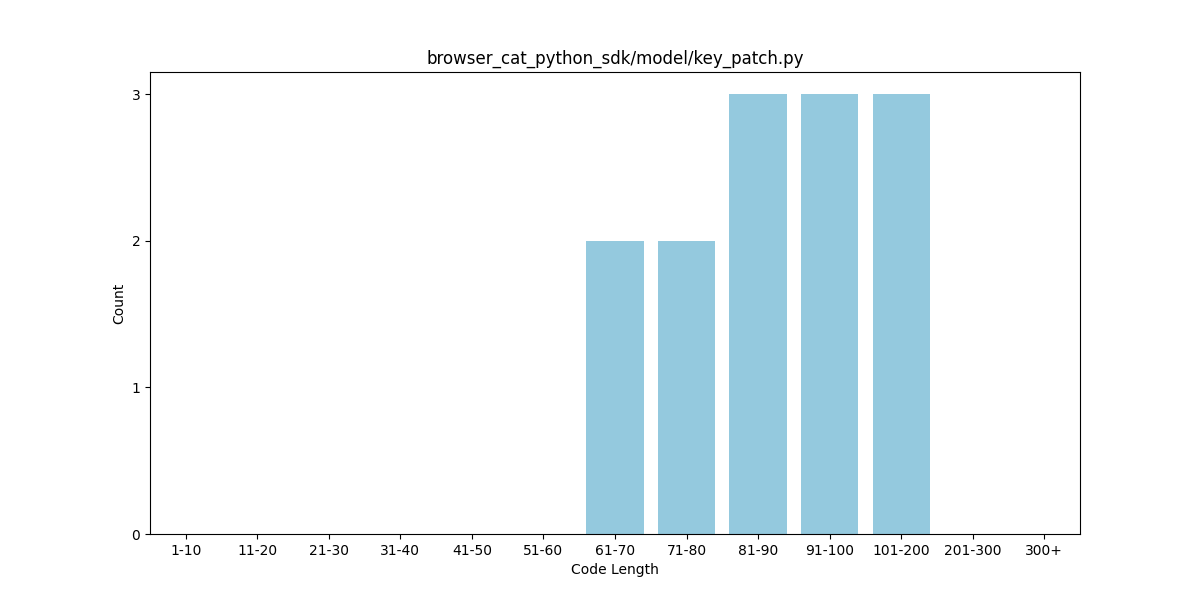 browser_cat_python_sdk/model/key_patch.py
3
2
1
0
Count
1-10 11-20 21-30 31-40 41-50 51-60 61-70 71-80 81-90 91-100 101-200 201-300 300+
Code Length